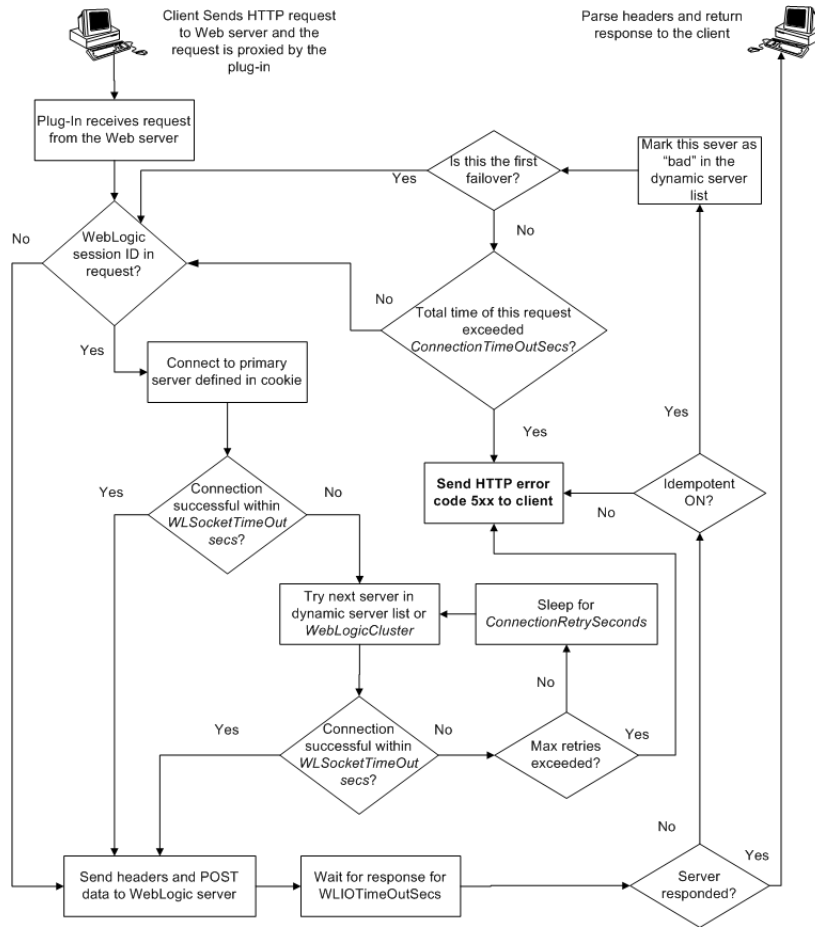 Client Sends HTTP request
to Web server and the
request is proxied by the
plug-in
Parse headers and return
response to the client
Plug-In receives request
from the Web server
Is this the first
failover?
Mark this sever as
“bad” in the
dynamic server
list
Yes
No
No
WebLogic
session ID in
request?
No
Total time of this request
exceeded
ConnectionTimeOutSecs?
Yes
Connect to primary
server defined in cookie
Yes
Yes
Send HTTP error
code 5xx to client
Idempotent
ON?
No
Yes
Connection
successful within
WLSocketTimeOut
secs?
No
Try next server in
dynamic server list or
WebLogicCluster
Sleep for
ConnectionRetrySeconds
No
Yes
Connection
successful within
WLSocketTimeOut
secs?
No
Max retries
exceeded?
Yes
No
Send headers and POST
data to WebLogic server
Wait for response for
WLIOTimeOutSecs
Server
responded?
Yes